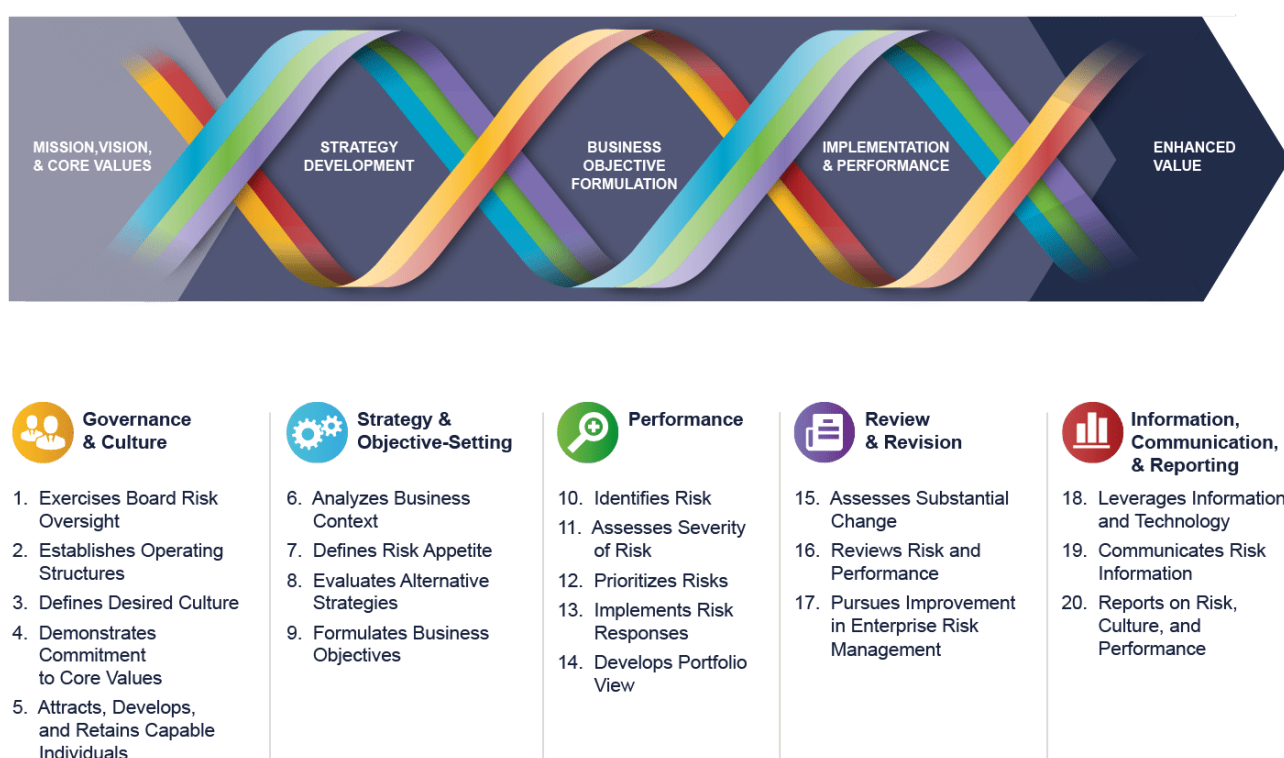 MISSION,VISION,
& CORE VALUES
STRATEGY
DEVELOPMENT
BUSINESS
OBJECTIVE
FORMULATION
IMPLEMENTATION
& PERFORMANCE
ENHANCED
VALUE
Governance
& Culture
1. Exercises Board Risk
Oversight
2. Establishes Operating
Structures
3. Defines Desired Culture
4. Demonstrates
Commitment
to Core Values
5. Attracts, Develops,
and Retains Capable
Individuals
Strategy &
Objective-Setting
6. Analyzes Business
Context
7. Defines Risk Appetite
8. Evaluates Alternative
Strategies
9. Formulates Business
Objectives
Performance
10. Identifies Risk
11. Assesses Severity
of Risk
12. Prioritizes Risks
13. Implements Risk
Responses
14. Develops Portfolio
View
Review
& Revision
15. Assesses Substantial
Change
16. Reviews Risk and
Performance
17. Pursues Improvement
in Enterprise Risk
Management
Information,
Communication,
& Reporting
18. Leverages Information
and Technology
19. Communicates Risk
Information
20. Reports on Risk,
Culture, and
Performance